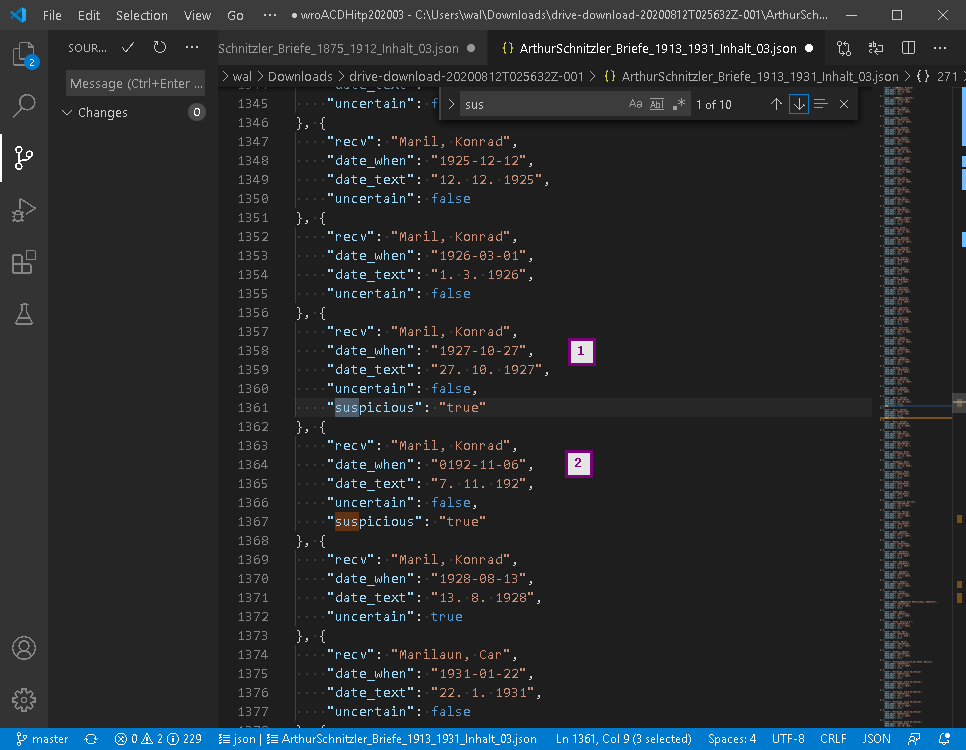 File Edit Selection View Go ··· ● wroACDHitp202003 - C:\Users\wal\Downloads\drive-download-20200812T025632Z-001\ArthurSch...
2
SOUR...
Schnitzler_Briefe_1875_1912_Inhalt_03.json ●
{} ArthurSchnitzler_Briefe_1913_1931_Inhalt_03.json ●
Message (Ctrl+Enter ...
> wal > Downloads > drive-download-20200812T025632Z-001 > {} ArthurSchnitzler_Briefe_1913_1931_Inhalt_03.json > {} 271
Changes 0
sus Aa Abl .* 1 of 10
1345 "uncertain": f
1346 }, {
1347 "recv": "Maril, Konrad",
1348 "date_when": "1925-12-12",
1349 "date_text": "12. 12. 1925",
1350 "uncertain": false
1351 }, {
1352 "recv": "Maril, Konrad",
1353 "date_when": "1926-03-01",
1354 "date_text": "1. 3. 1926",
1355 "uncertain": false
1356 }, {
1357 "recv": "Maril, Konrad",
1358 "date_when": "1927-10-27",
1
1359 "date_text": "27. 10. 1927",
1360 "uncertain": false,
1361 "suspicious": "true"
1362 }, {
1363 "recv": "Maril, Konrad",
1364 "date_when": "0192-11-06",
2
1365 "date_text": "7. 11. 192",
1366 "uncertain": false,
1367 "suspicious": "true"
1368 }, {
1369 "recv": "Maril, Konrad",
1370 "date_when": "1928-08-13",
1371 "date_text": "13. 8. 1928",
1372 "uncertain": true
1373 }, {
1374 "recv": "Marilaun, Car",
1375 "date_when": "1931-01-22",
1376 "date_text": "22. 1. 1931",
1377 "uncertain": false
master 0 2 229 json | ArthurSchnitzler_Briefe_1913_1931_Inhalt_03.json Ln 1361, Col 9 (3 selected) Spaces: 4 UTF-8 CRLF JSON